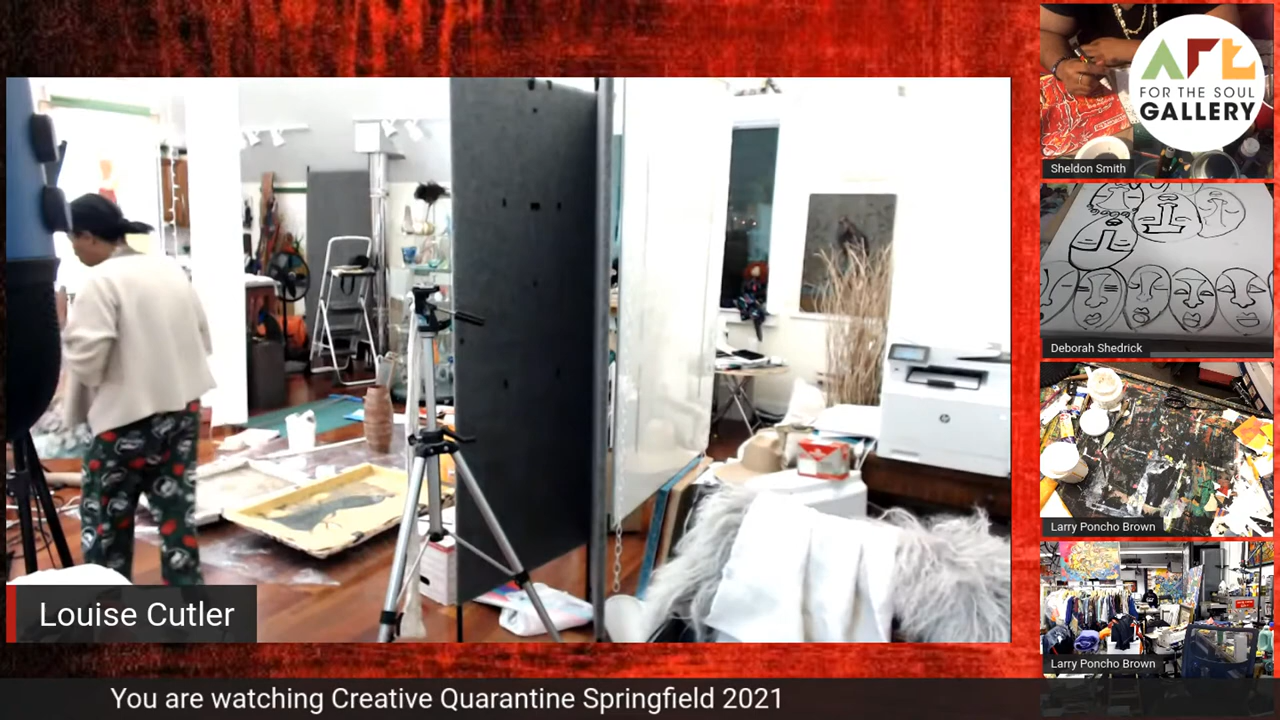 ART
FOR THE SOUL
GALLERY
Sheldon Smith
Deborah Shedrick
Larry Poncho Brown
Larry Poncho Brown
Louise Cutler
You are watching Creative Quarantine Springfield 2021
hp